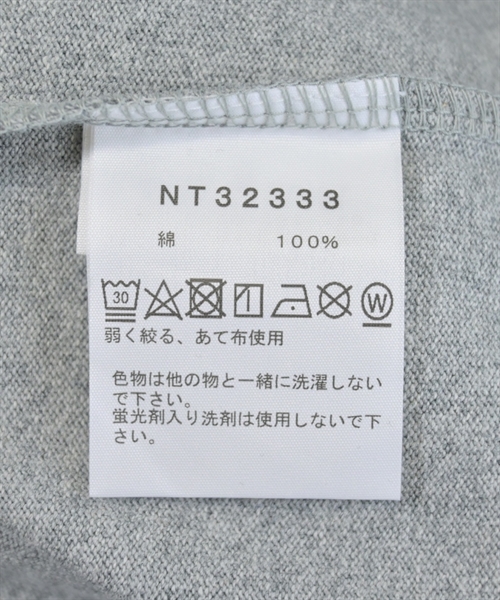 NT32333
綿 100%
30 W
弱く絞る、あて布使用
色物は他の物と一緒に洗濯しない
で下さい。
蛍光剤入り洗剤は使用しないで下
さい。